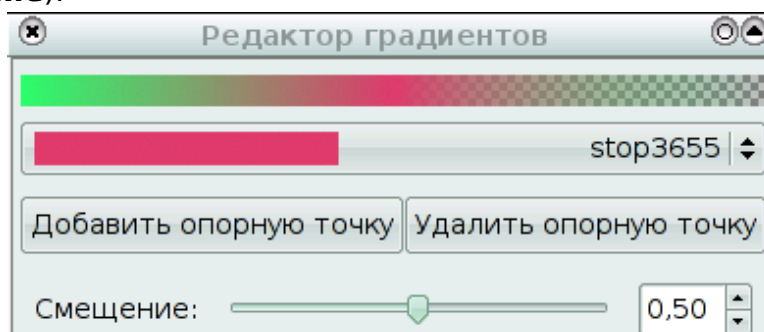 Редактор градиентов
stop3655
Добавить опорную точку Удалить опорную точку
Смещение: 0,50